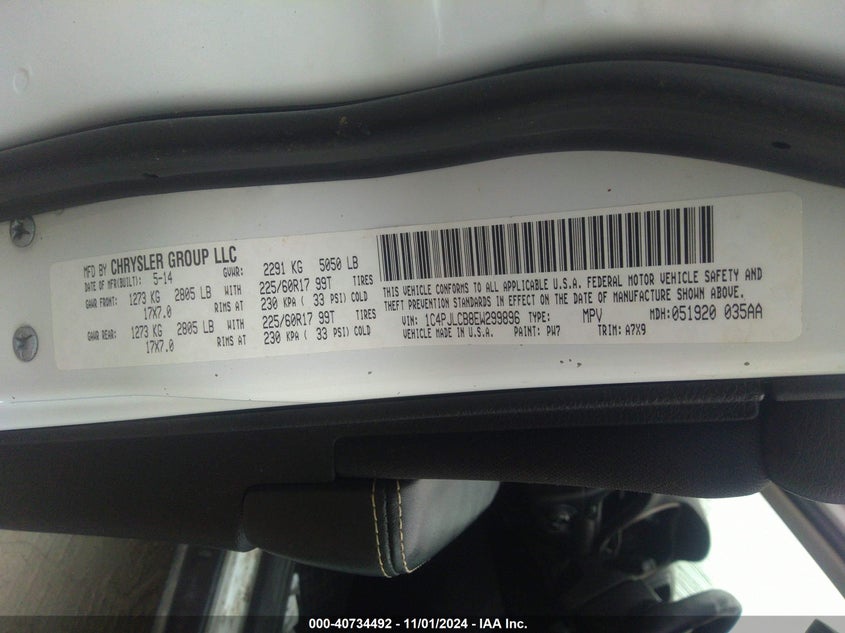 MFD BY CHRYSLER GROUP LLC
DATE OF MFR(BUILT): 5-14 GVWR: 2291 KG 5050 LB
GAWR FRONT: 1273 KG 2805 LB WITH 225/60R17 99T TIRES
17X7.0 RIMS AT 230 KPA ( 33 PSI) COLD
GAWR REAR: 1273 KG 2805 LB WITH 225/60R17 99T TIRES
17X7.0 RIMS AT 230 KPA ( 33 PSI) COLD
THIS VEHICLE CONFORMS TO ALL APPLICABLE U.S.A. FEDERAL MOTOR VEHICLE SAFETY AND
THEFT PREVENTION STANDARDS IN EFFECT ON THE DATE OF MANUFACTURE SHOWN ABOVE.
VIN: 1C4PJLCB8EW299896 TYPE: MPV MDH:051920 035AA
VEHICLE MADE IN U.S.A. PAINT: PW7 TRIM: A7X9
000-40734492 - 11/01/2024 - IAA Inc.